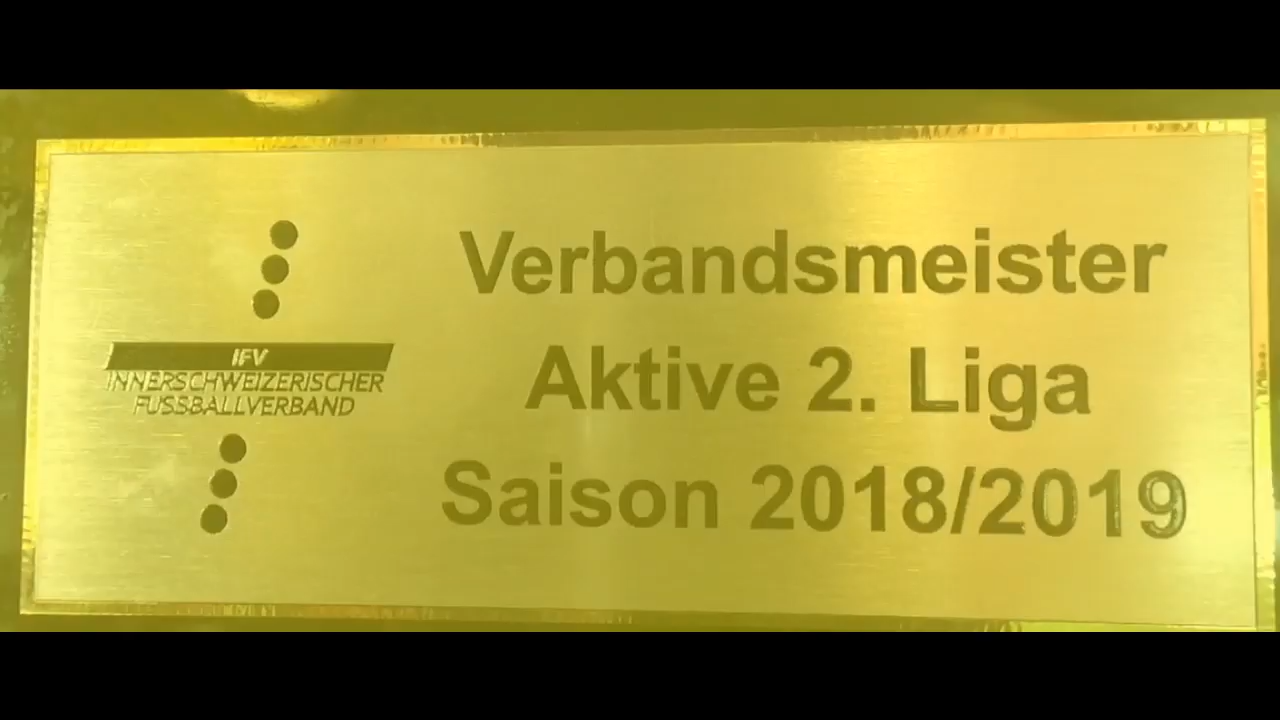 IFV
INNERSCHWEIZERISCHER
FUSSBALLVERBAND
Verbandsmeister
Aktive 2. Liga
Saison 2018/2019